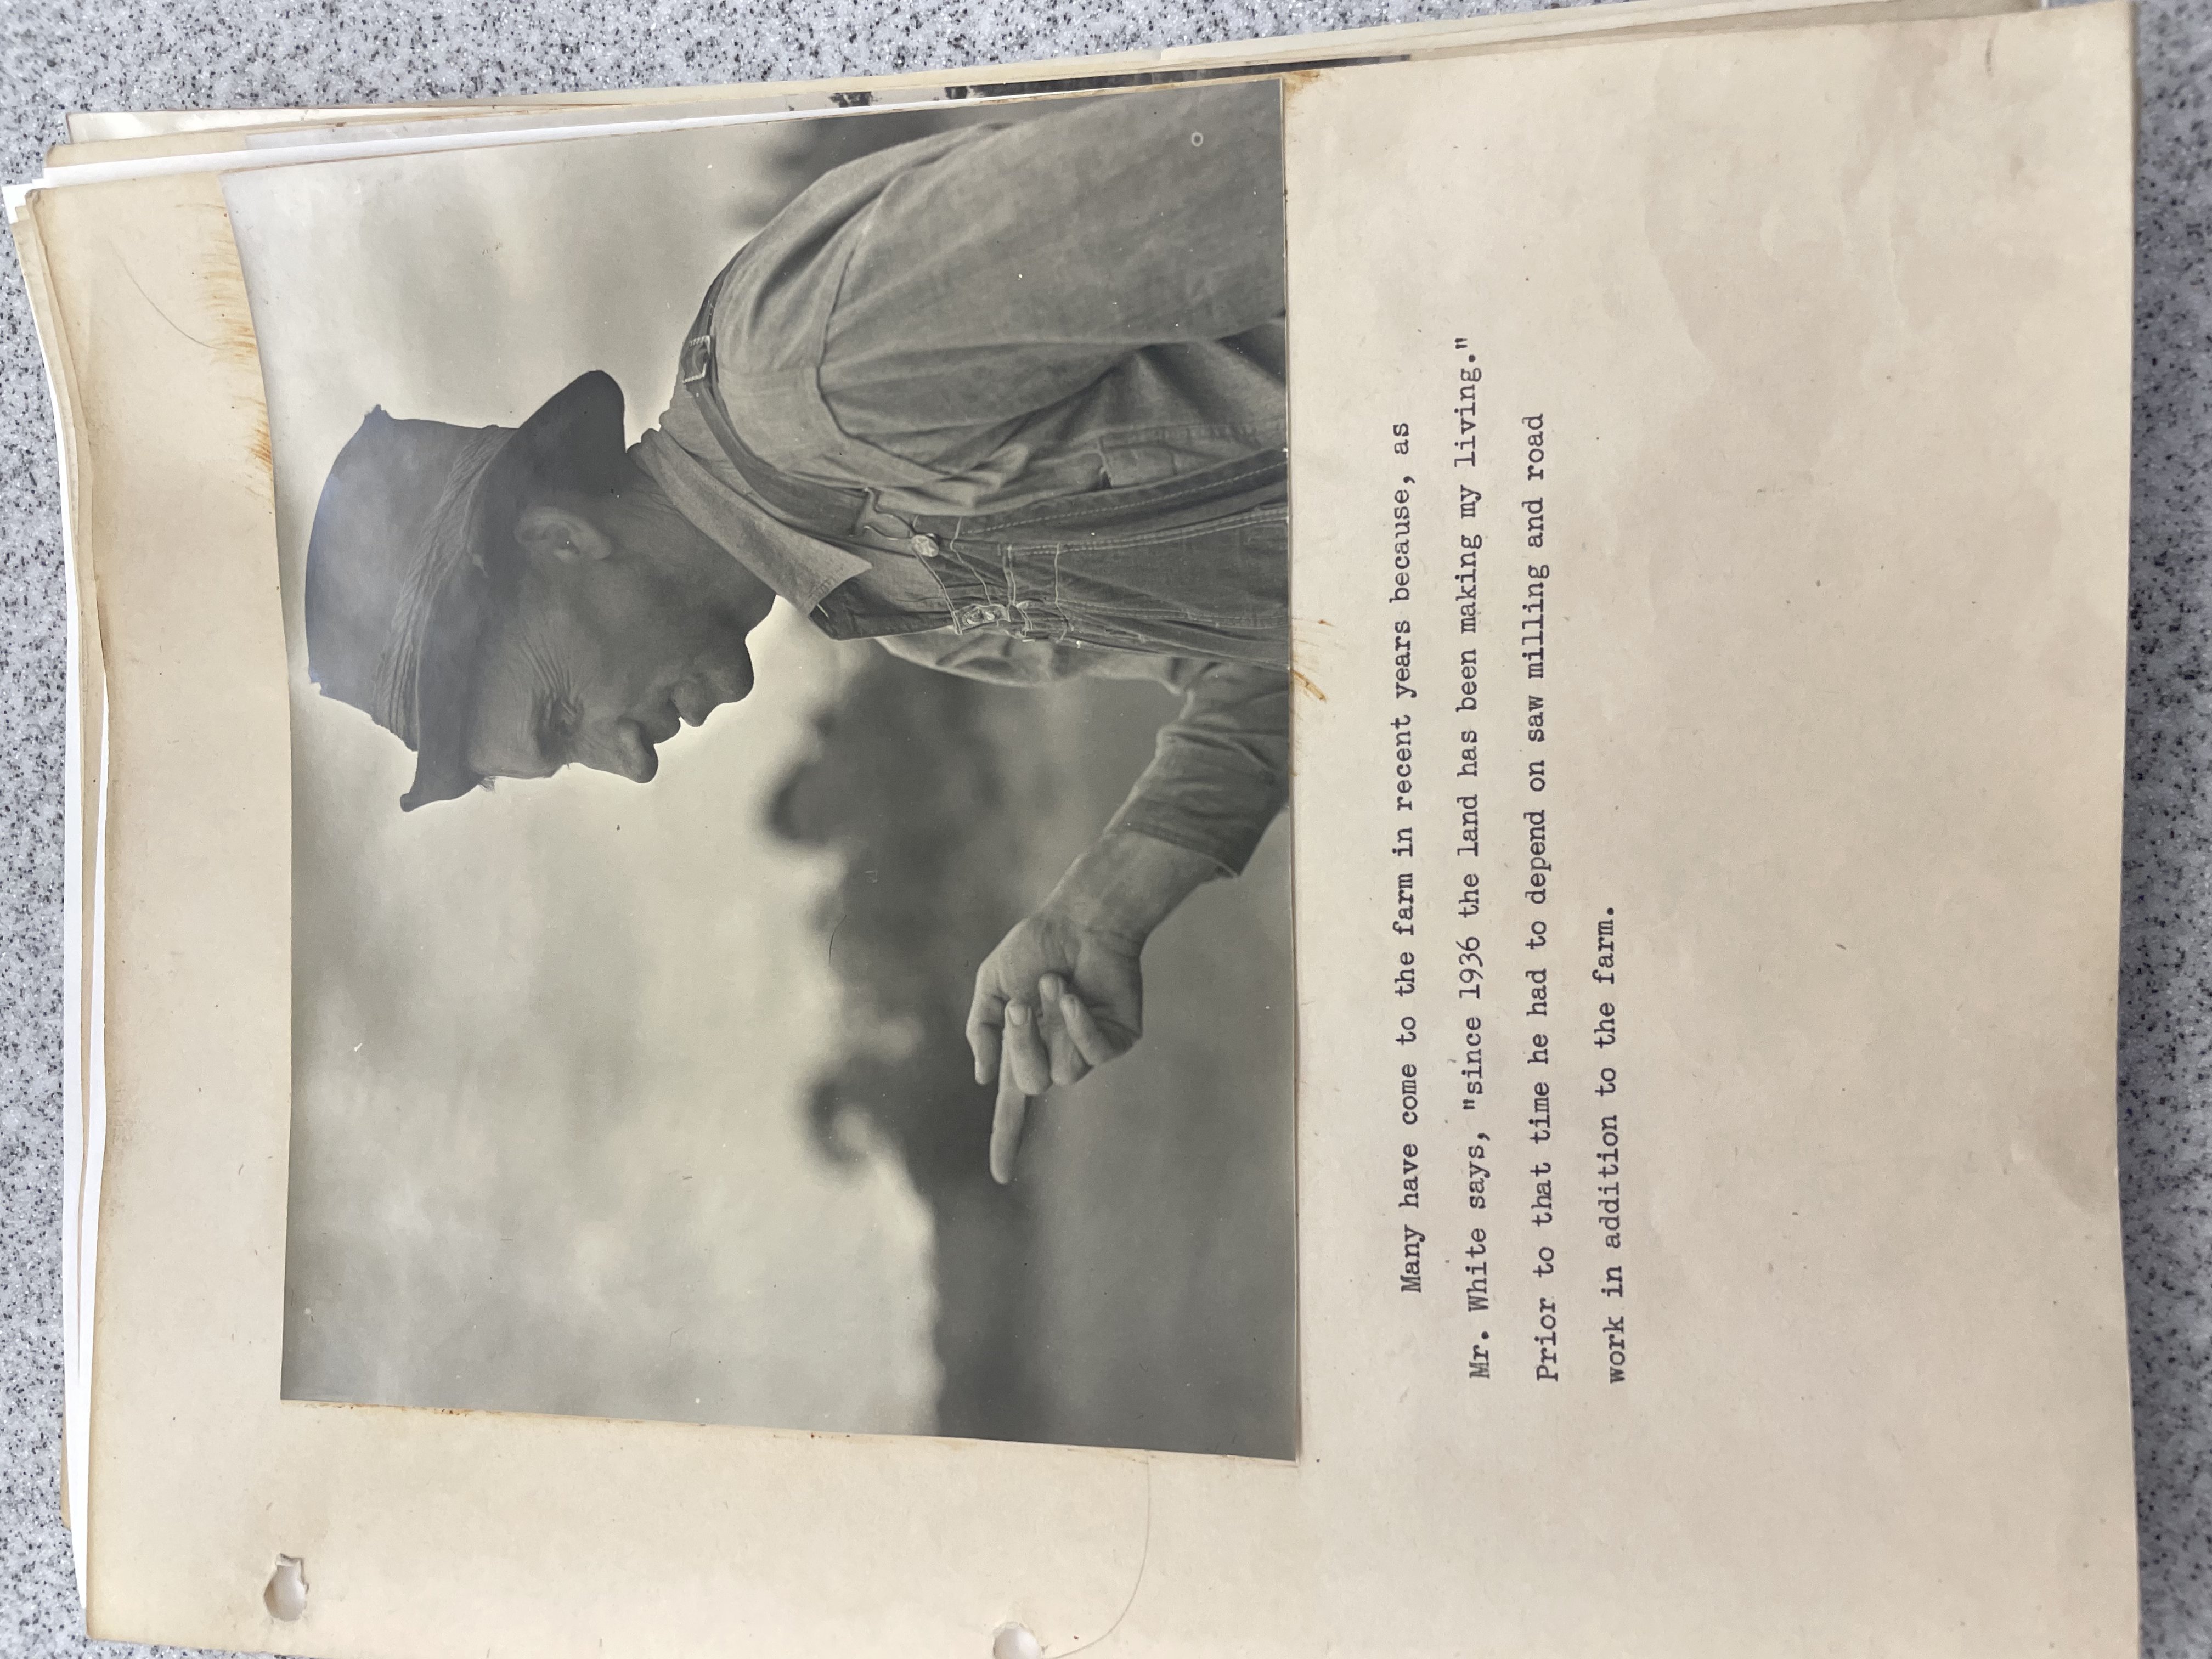 Many have come to the farm in recent years because, as
Mr. White says, "since 1936 the land has been making my living."
Prior to that time he had to depend on saw milling and road
work in addition to the farm.